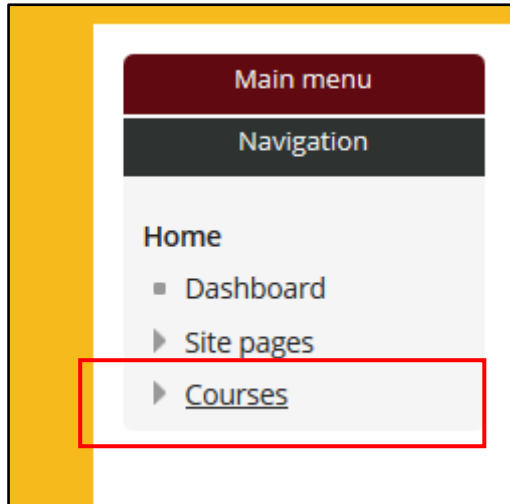 Main menu
Navigation
Home
Dashboard
Site pages
Courses